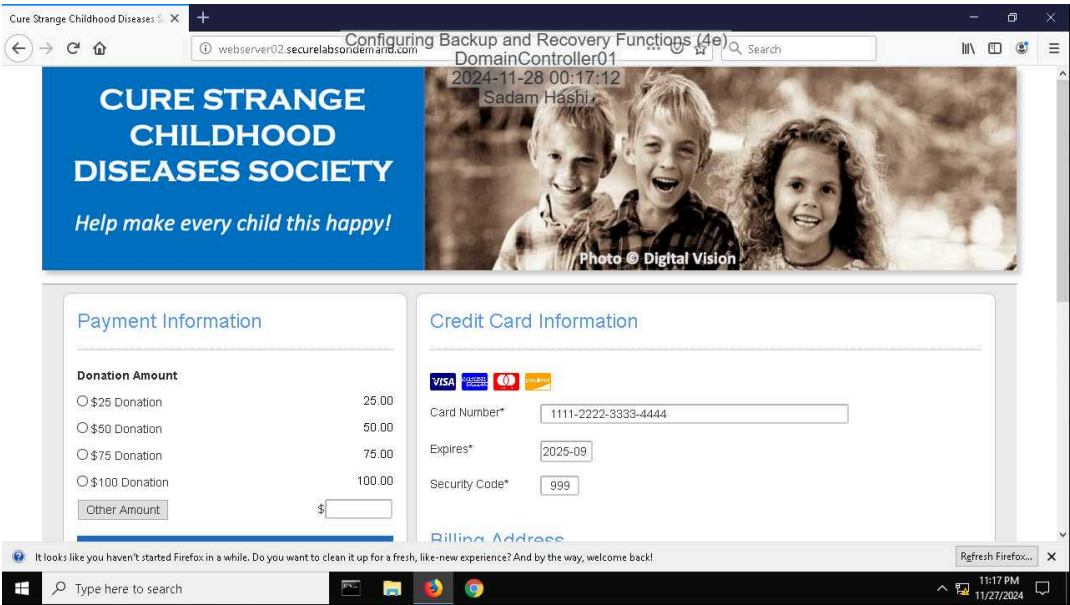 Cure Strange Childhood Diseases S
webserver02.securelabsondemand.com
Search
Configuring Backup and Recovery Functions (4e)
DomainController01
2024-11-28 00:17:12
Sadam Hashi
CURE STRANGE
CHILDHOOD
DISEASES SOCIETY
Help make every child this happy!
Photo © Digital Vision
Payment Information
Donation Amount
$25 Donation 25.00
$50 Donation 50.00
$75 Donation 75.00
$100 Donation 100.00
Other Amount $
Credit Card Information
VISA
Card Number* 1111-2222-3333-4444
Expires* 2025-09
Security Code* 999
Billing Address
It looks like you haven't started Firefox in a while. Do you want to clean it up for a fresh, like-new experience? And by the way, welcome back!
Refresh Firefox...
Type here to search
11:17 PM
11/27/2024